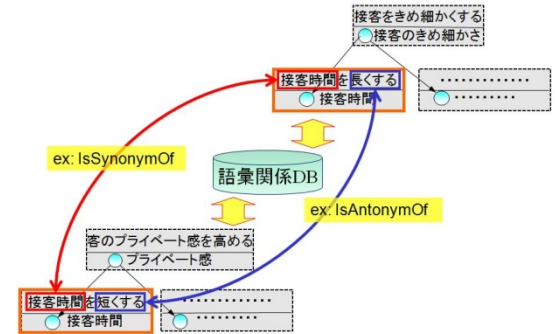 接客をきめ細かくする
接客のきめ細かさ
接客時間を長くする
接客時間
‥‥‥‥‥‥
‥‥‥‥
ex: IsSynonymOf
語彙関係DB
ex: IsAntonymOf
客のプライベート感を高める
プライベート感
接客時間を短くする
接客時間
‥‥‥‥‥‥
‥‥‥‥